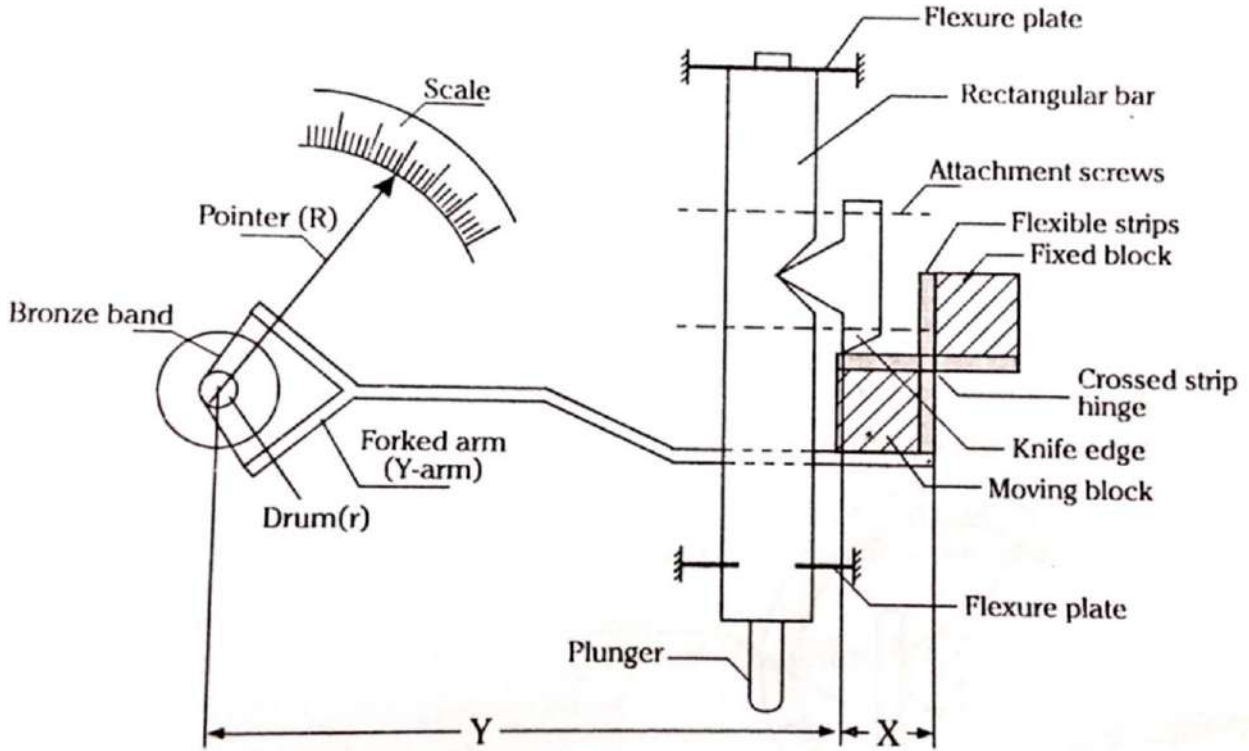 Flexure plate
Scale
Rectangular bar
Attachment screws
Pointer (R)
Flexible strips
Fixed block
Bronze band
Crossed strip
hinge
Forked arm
(Y-arm)
Knife edge
Moving block
Drum(r)
Flexure plate
Plunger
Y
X